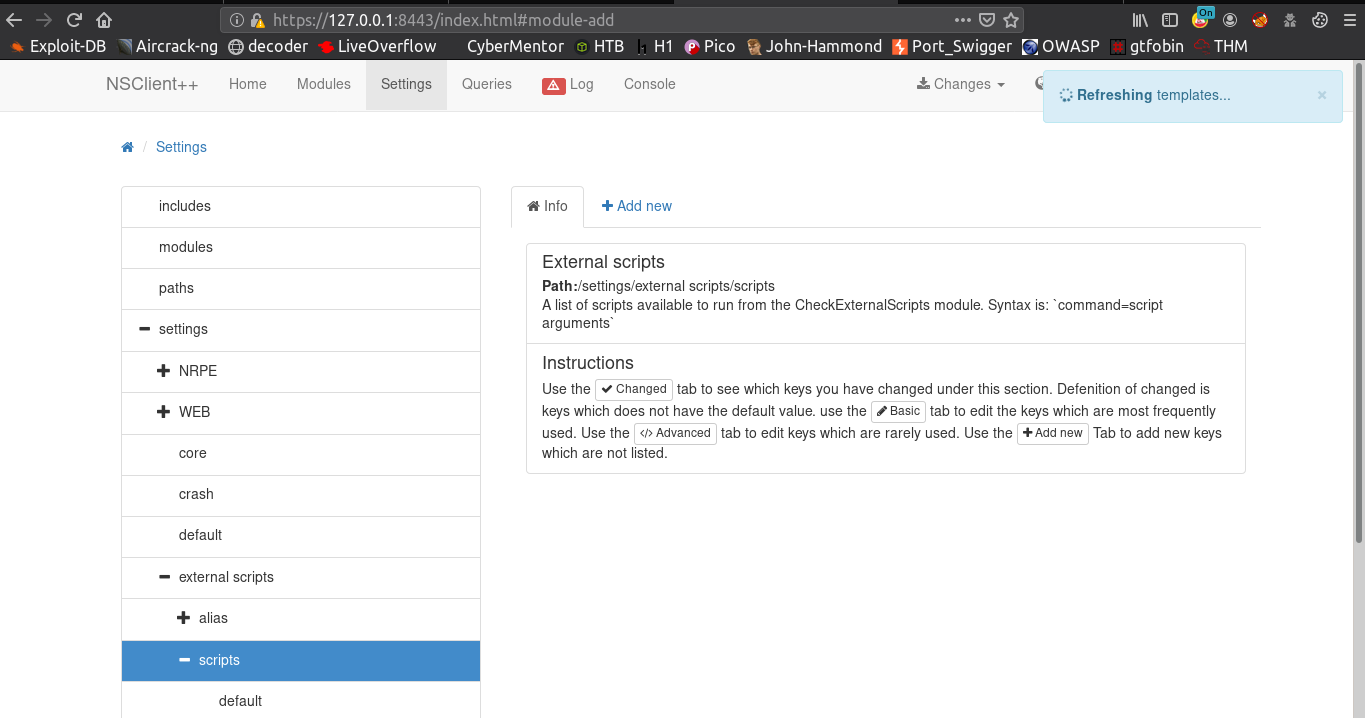 https://127.0.0.1:8443/index.html#module-add
On
Exploit-DB Aircrack-ng decoder LiveOverflow CyberMentor HTB H1 Pico John-Hammond Port_Swigger OWASP gtfobin THM
NSClient++ Home Modules Settings Queries Log Console Changes
Refreshing templates... ×
/ Settings
includes
modules
paths
settings
NRPE
WEB
core
crash
default
external scripts
alias
scripts
default
Info Add new
External scripts
Path:/settings/external scripts/scripts
A list of scripts available to run from the CheckExternalScripts module. Syntax is: `command=script
arguments`
Instructions
Use the Changed tab to see which keys you have changed under this section. Defenition of changed is
keys which does not have the default value. use the Basic tab to edit the keys which are most frequently
used. Use the </> Advanced tab to edit keys which are rarely used. Use the Add new Tab to add new keys
which are not listed.